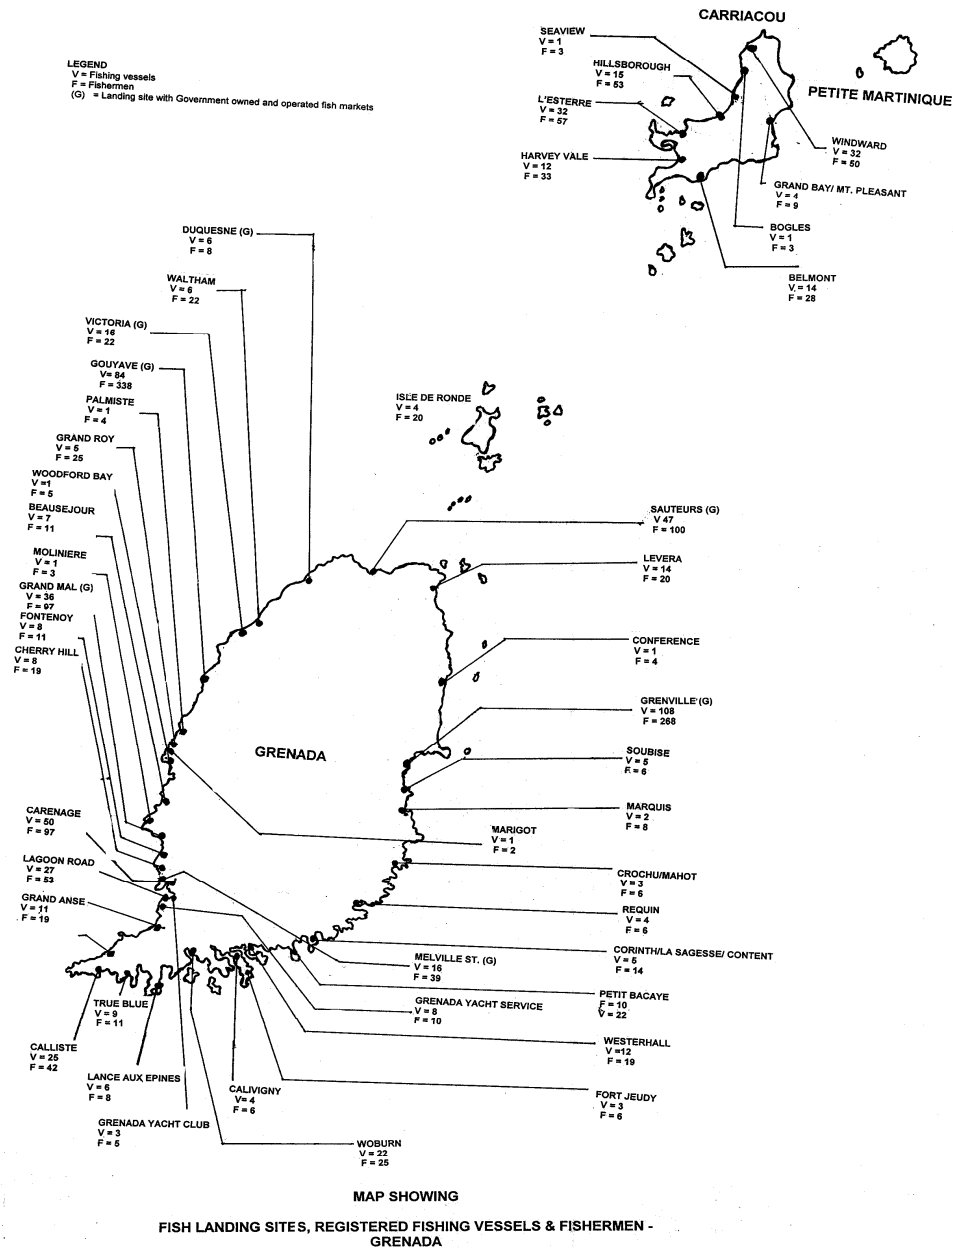 CARRIACOU
SEAVIEW
V = 1
F = 3
HILLSBOROUGH
V = 15
F = 53
L'ESTERRE
V = 32
F = 57
HARVEY VALE
V = 12
F = 33
PETITE MARTINIQUE
WINDWARD
V = 32
F = 50
GRAND BAY/ MT. PLEASANT
V = 4
F = 9
BOGLES
V = 1
F = 3
BELMONT
V. = 14
F = 28
LEGEND
V = Fishing vessels
F = Fishermen
(G) = Landing site with Government owned and operated fish markets
DUQUESNE (G)
V = 6
F = 8
WALTHAM
V = 6
F = 22
VICTORIA (G)
V = 16
F = 22
GOUYAVE (G)
V= 84
F = 338
PALMISTE
V = 1
F = 4
GRAND ROY
V = 5
F = 25
WOODFORD BAY
V =1
F = 5
BEAUSEJOUR
V = 7
F = 11
MOLINIERE
V = 1
F = 3
GRAND MAL (G)
V = 36
F = 97
FONTENOY
V = 8
F = 11
CHERRY HILL
V = 8
F = 19
ISLE DE RONDE
V = 4
F = 20
SAUTEURS (G)
V 47
F = 100
LEVERA
V = 14
F = 20
CONFERENCE
V = 1
F = 4
GRENVILLE (G)
V = 108
F = 268
SOUBISE
V = 5
F = 6
MARQUIS
V = 2
F = 8
GRENADA
MARIGOT
V = 1
F = 2
CROCHU/MAHOT
V = 3
F = 6
REQUIN
V = 4
F = 6
CORINTH/LA SAGESSE/ CONTENT
V = 5
F = 14
CARENAGE
V = 50
F = 97
LAGOON ROAD
V = 27
F = 53
GRAND ANSE
V = 11
F = 19
MELVILLE ST. (G)
V = 16
F = 39
PETIT BACAYE
F = 10
V = 22
GRENADA YACHT SERVICE
V = 8
F = 10
WESTERHALL
V =12
F = 19
FORT JEUDY
V = 3
F = 6
TRUE BLUE
V = 9
F = 11
CALLISTE
V = 25
F = 42
LANCE AUX EPINES
V = 6
F = 8
CALIVIGNY
V= 4
F = 6
GRENADA YACHT CLUB
V = 3
F = 5
WOBURN
V = 22
F = 25
MAP SHOWING
FISH LANDING SITES, REGISTERED FISHING VESSELS & FISHERMEN -
GRENADA